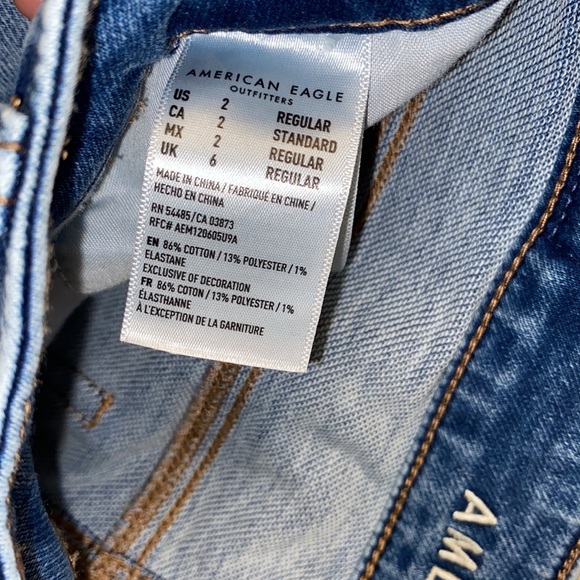 AMERICAN EAGLE
OUTFITTERS
US 2 REGULAR
CA 2 STANDARD
MX 2 REGULAR
UK 6 REGULAR
MADE IN CHINA / FABRIQUÉ EN CHINE /
HECHO EN CHINA
RN 54485/CA 03873
RFC# AEM120605U9A
EN 86% COTTON / 13% POLYESTER / 1%
ELASTANE
EXCLUSIVE OF DECORATION
FR 86% COTON / 13% POLYESTER / 1%
ÉLASTHANNE
À L'EXCEPTION DE LA GARNITURE